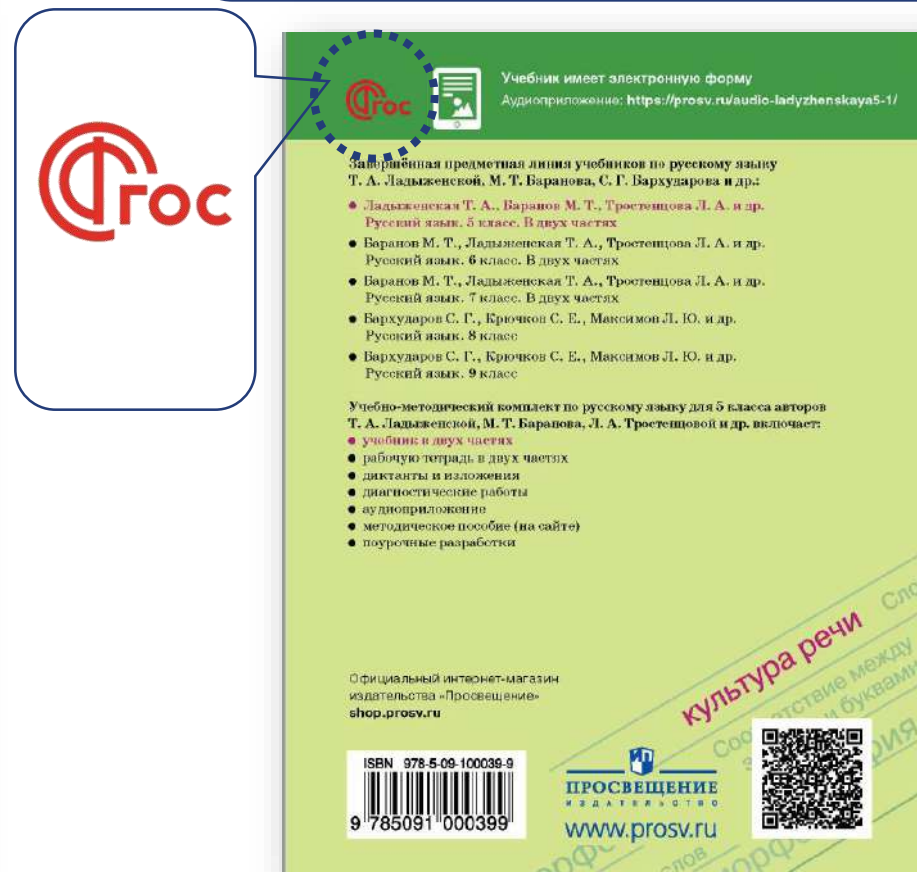 ФГОС
ФГОС
Учебник имеет электронную форму
Аудиоприложение: https://prosv.ru/audio-ladyzhenskaya5-1/
Завершённая предметная линия учебников по русскому языку
Т. А. Ладыженской, М. Т. Баранова, С. Г. Бархударова и др.:
● Ладыженская Т. А., Баранов М. Т., Тростенцова Л. А. и др.
Русский язык. 5 класс. В двух частях
● Баранов М. Т., Ладыженская Т. А., Тростенцова Л. А. и др.
Русский язык. 6 класс. В двух частях
● Баранов М. Т., Ладыженская Т. А., Тростенцова Л. А. и др.
Русский язык. 7 класс. В двух частях
● Бархударов С. Г., Крючков С. Е., Максимов Л. Ю. и др.
Русский язык. 8 класс
● Бархударов С. Г., Крючков С. Е., Максимов Л. Ю. и др.
Русский язык. 9 класс
Учебно-методический комплект по русскому языку для 5 класса авторов
Т. А. Ладыженской, М. Т. Баранова, Л. А. Тростенцовой и др. включает:
● учебник в двух частях
● рабочую тетрадь в двух частях
● диктанты и изложения
● диагностические работы
● аудиоприложение
● методическое пособие (на сайте)
● поурочные разработки
культура речи
между
буквами
Официальный интернет-магазин
издательства «Просвещение»
shop.prosv.ru
ISBN 978-5-09-100039-9
9 785091 000399
ПРОСВЕЩЕНИЕ
ИЗДАТЕЛЬСТВО
www.prosv.ru